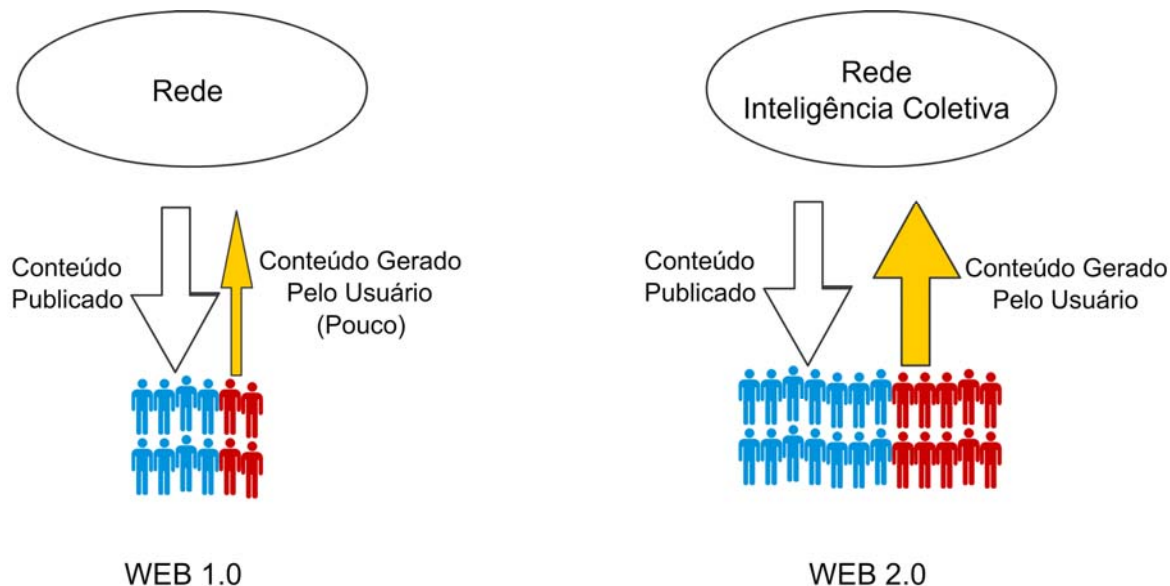 Rede
Conteúdo
Publicado
Conteúdo Gerado
Pelo Usuário
(Pouco)
WEB 1.0
Rede
Inteligência Coletiva
Conteúdo
Publicado
Conteúdo Gerado
Pelo Usuário
WEB 2.0